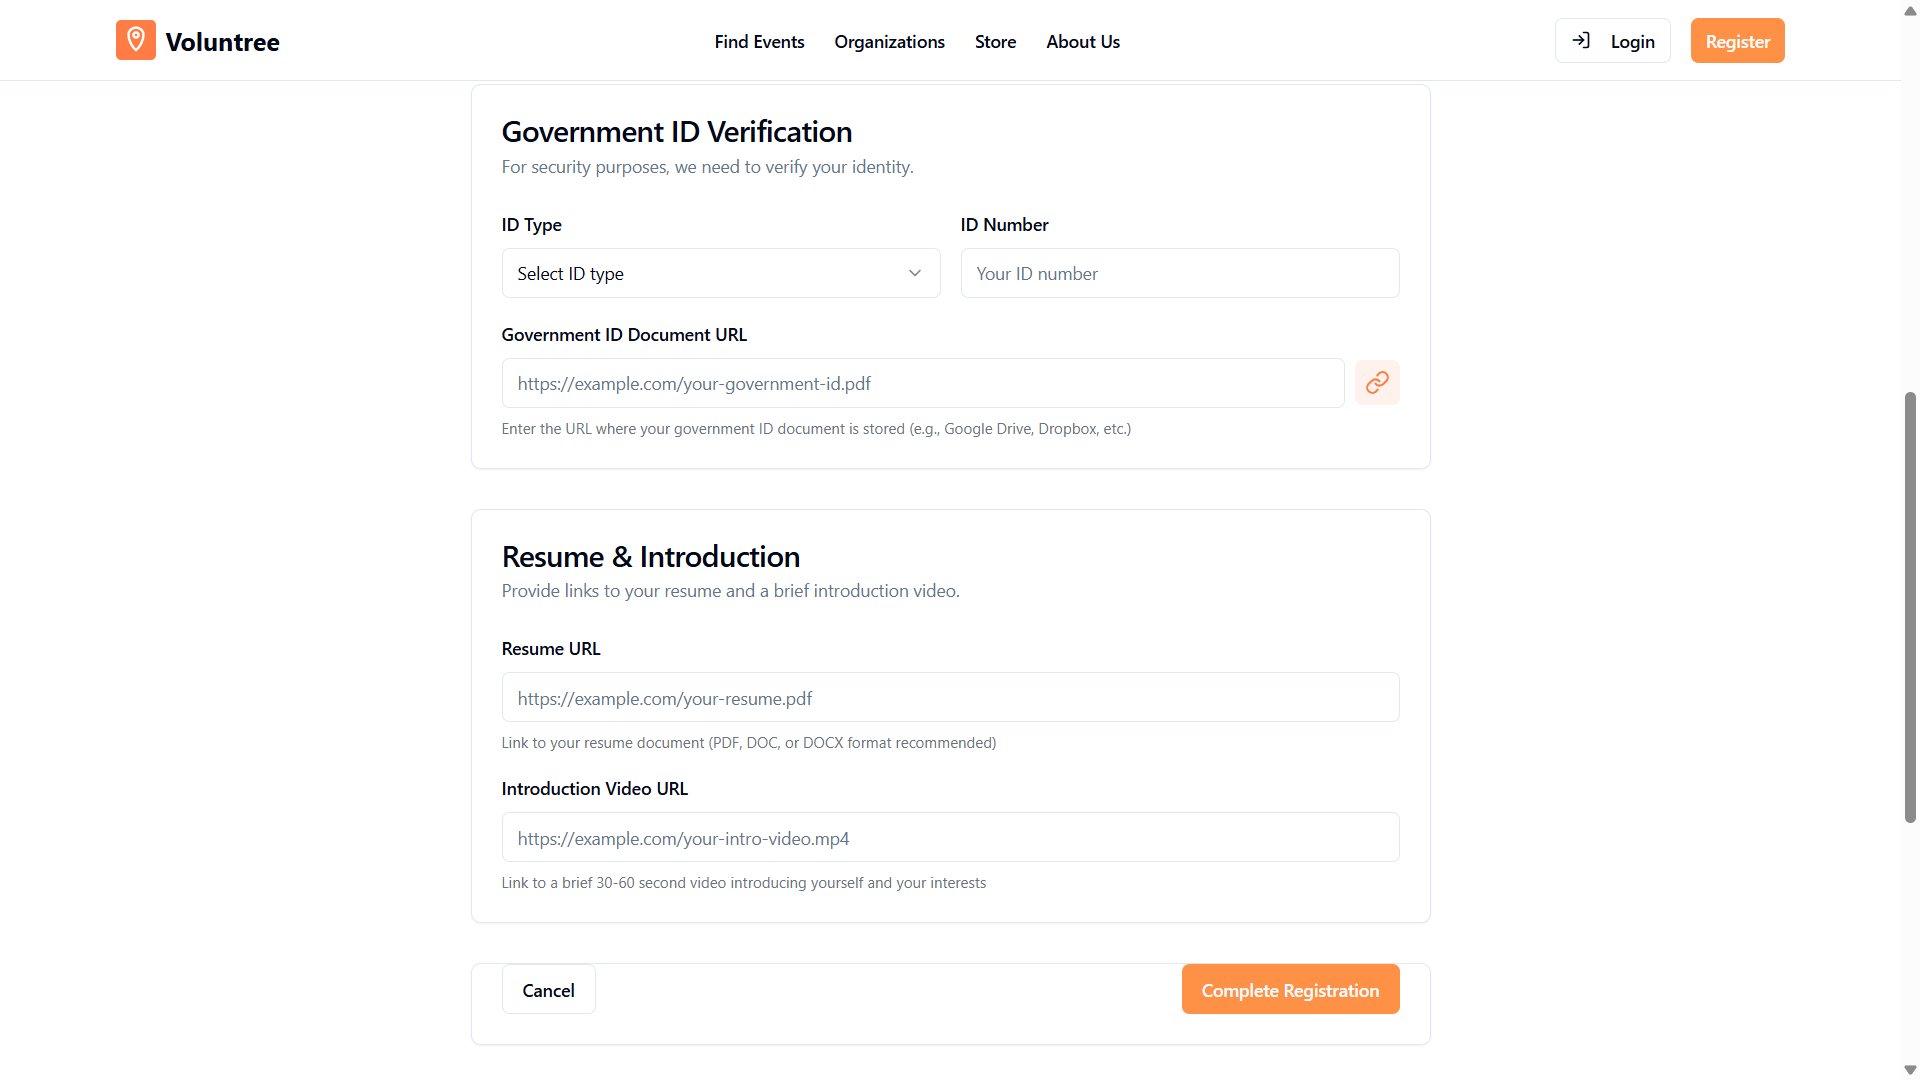 Voluntree
Find Events
Organizations
Store
About Us
Login
Register
Government ID Verification
For security purposes, we need to verify your identity.
ID Type
ID Number
Select ID type
Your ID number
Government ID Document URL
https://example.com/your-government-id.pdf
Enter the URL where your government ID document is stored (e.g., Google Drive, Dropbox, etc.)
Resume & Introduction
Provide links to your resume and a brief introduction video.
Resume URL
https://example.com/your-resume.pdf
Link to your resume document (PDF, DOC, or DOCX format recommended)
Introduction Video URL
https://example.com/your-intro-video.mp4
Link to a brief 30-60 second video introducing yourself and your interests
Cancel
Complete Registration